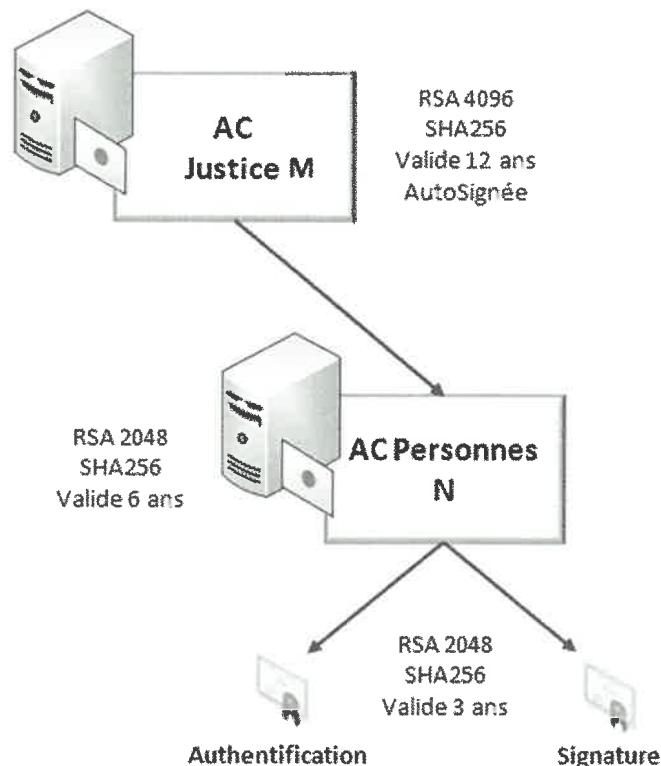 AC
Justice M
RSA 4096
SHA256
Valide 12 ans
AutoSignée
RSA 2048
SHA256
Valide 6 ans
AC Personnes
N
RSA 2048
SHA256
Valide 3 ans
Authentification
Signature